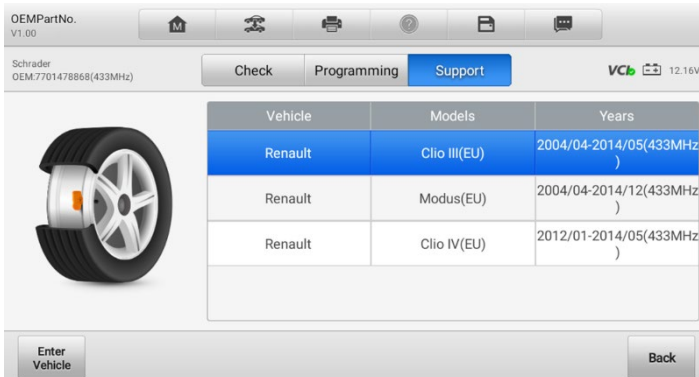 OEMPartNo.
V1.00
M
Schrader
OEM:7701478868(433MHz)
Check Programming Support
VCI 12.16V
Vehicle Models Years
Renault Clio III(EU) 2004/04-2014/05(433MHz
)
Renault Modus(EU) 2004/04-2014/12(433MHz
)
Renault Clio IV(EU) 2012/01-2014/05(433MHz
)
Enter
Vehicle
Back